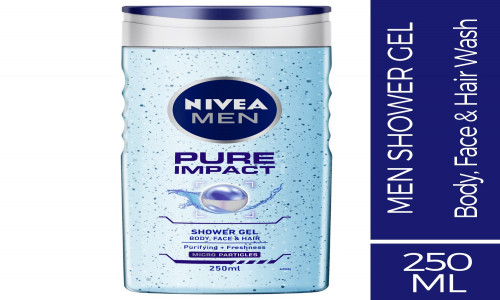 NIVEA
MEN
PURE
IMPACT
SHOWER GEL
BODY, FACE & HAIR
Purifying + Freshness
MICRO PARTICLES
250ml
MEN SHOWER GEL
Body, Face & Hair Wash
250
ML